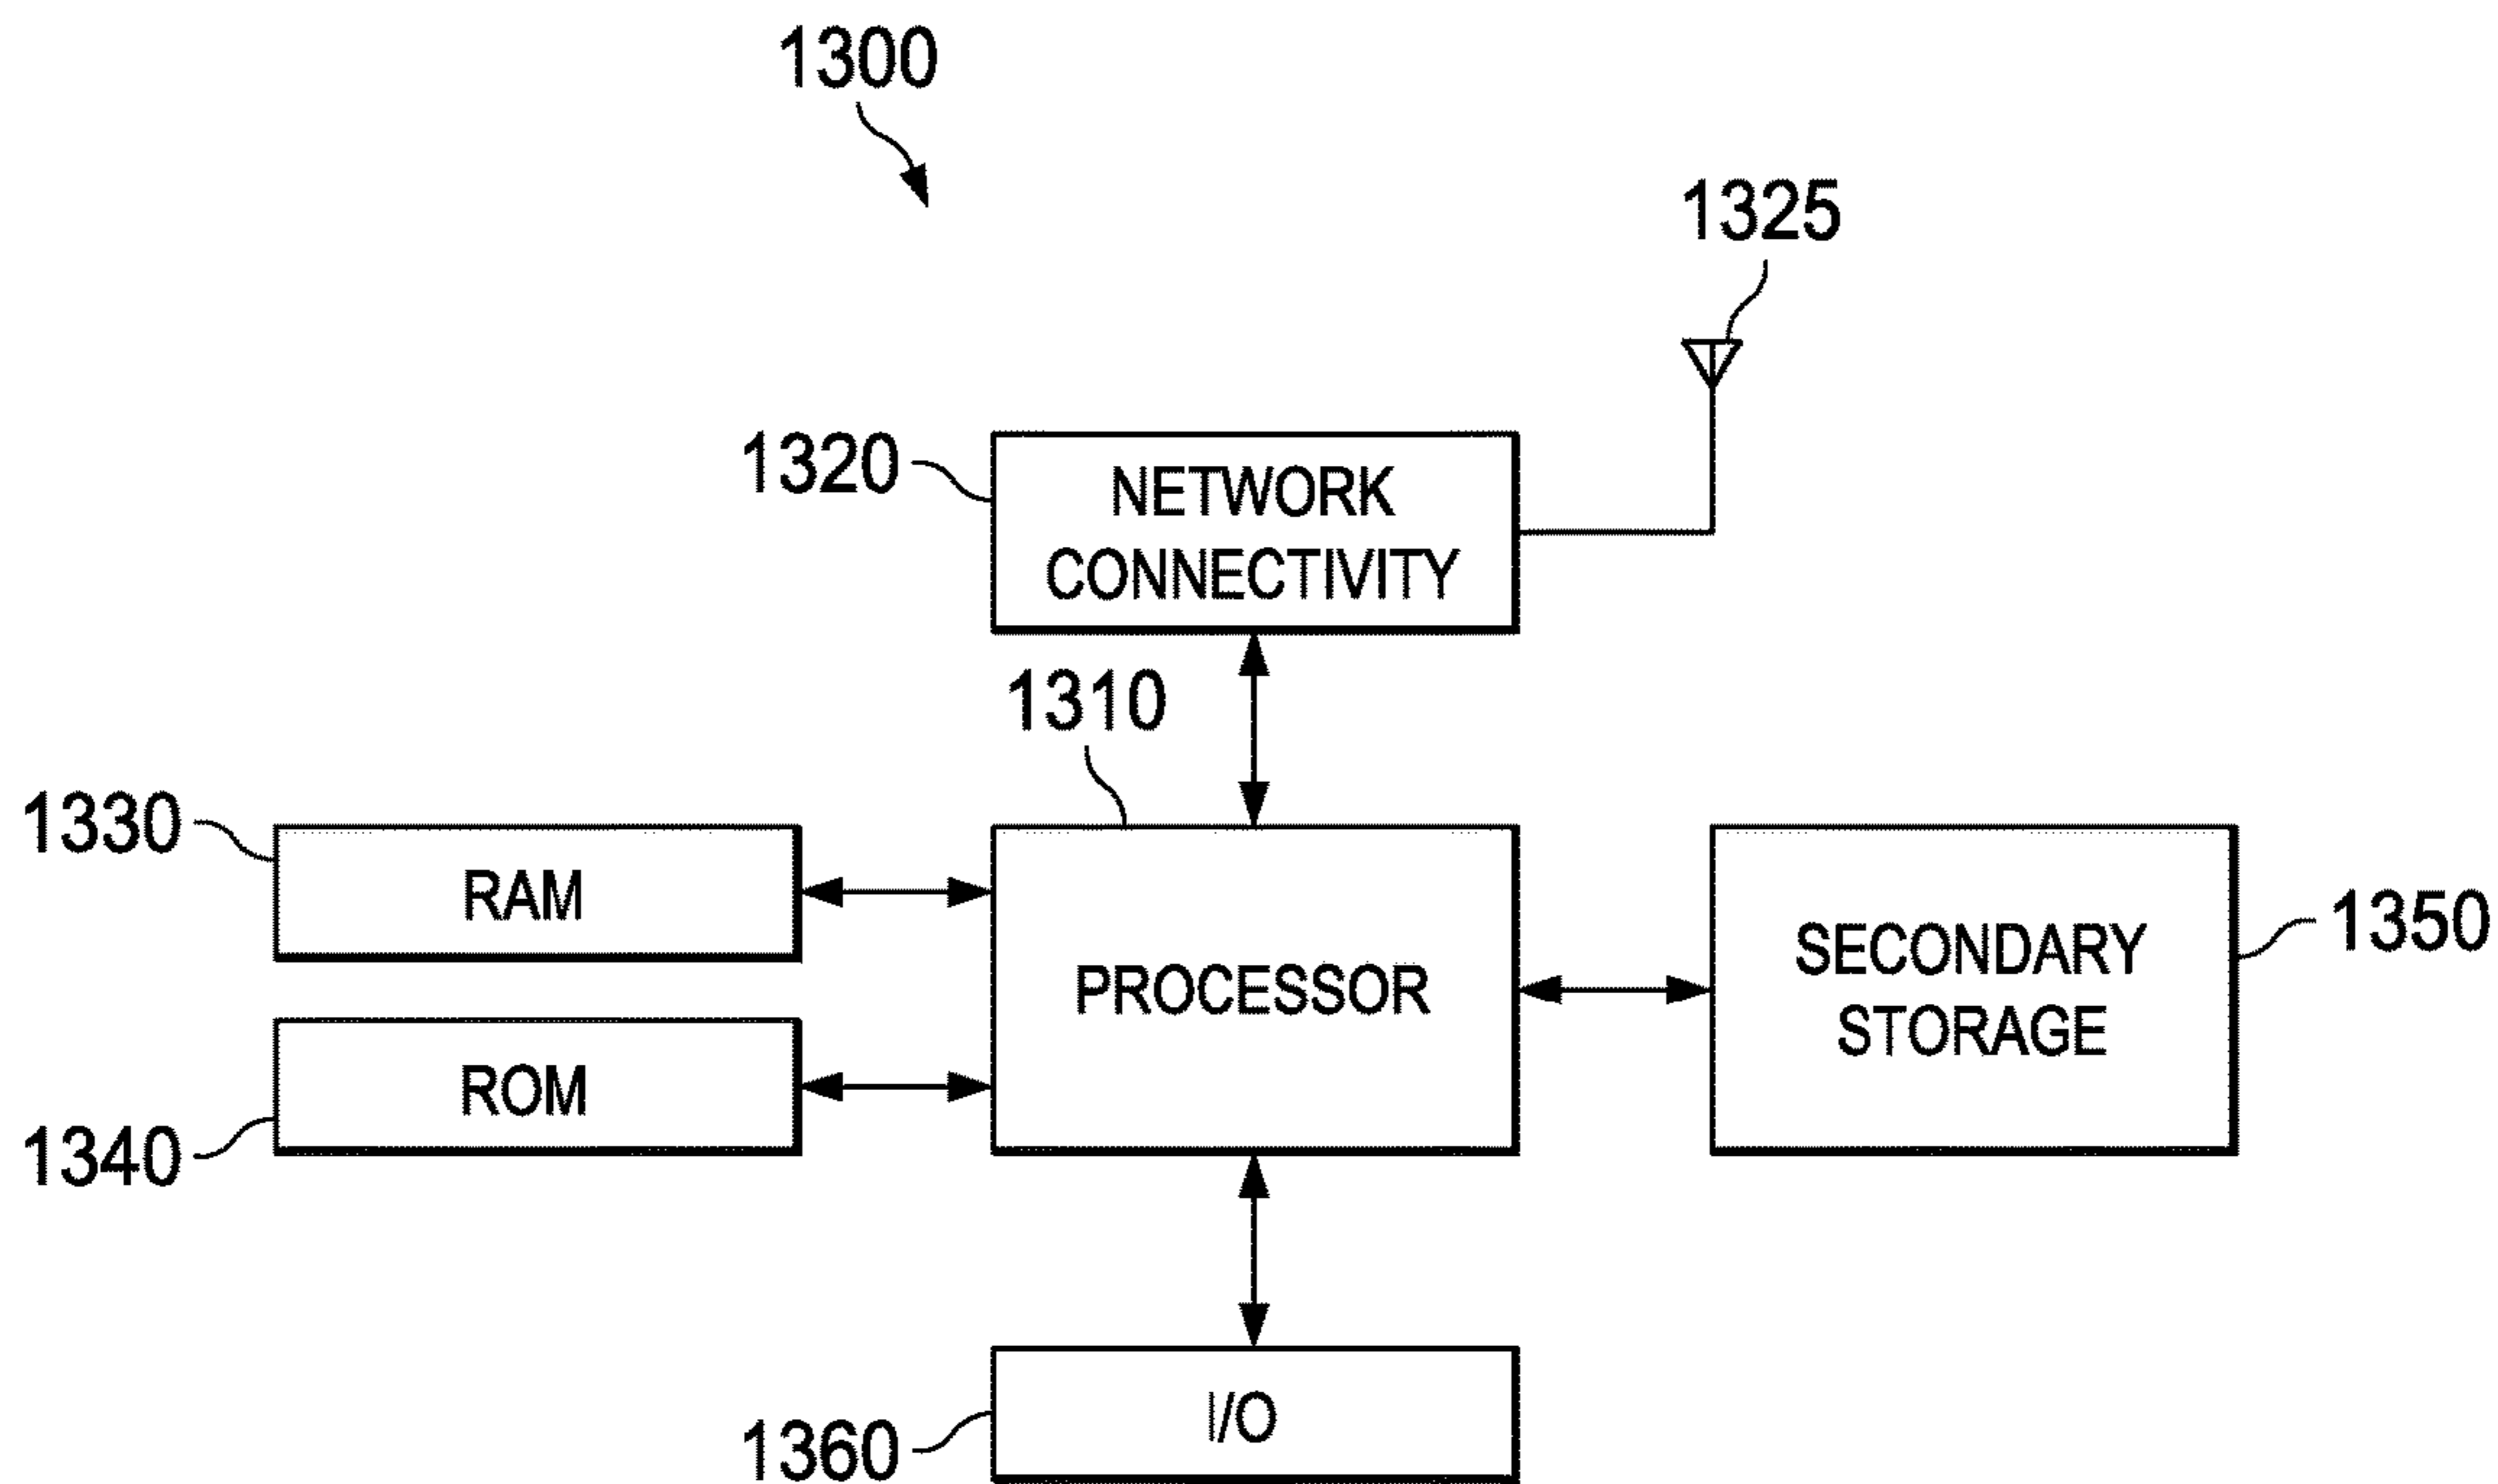 1300
1325
1320
NETWORK
CONNECTIVITY
1310
1330
RAM
PROCESSOR
SECONDARY
STORAGE
1350
ROM
1340
I/O
1360